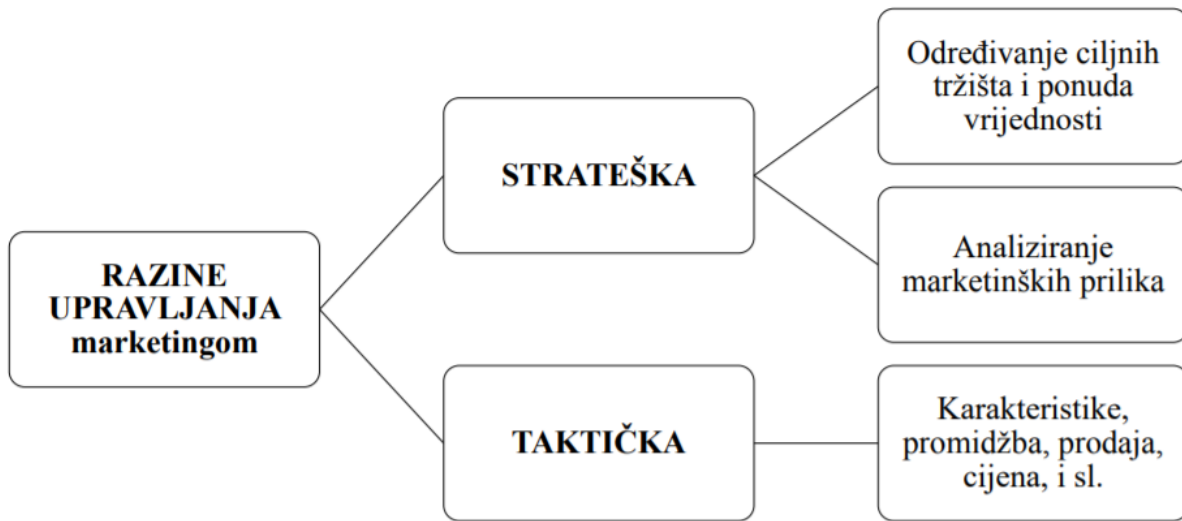 RAZINE
UPRAVLJANJA
marketingom
STRATEŠKA
Određivanje ciljnih
tržišta i ponuda
vrijednosti
Analiziranje
marketinških prilika
TAKTIČKA
Karakteristike,
promidžba, prodaja,
cijena, i sl.